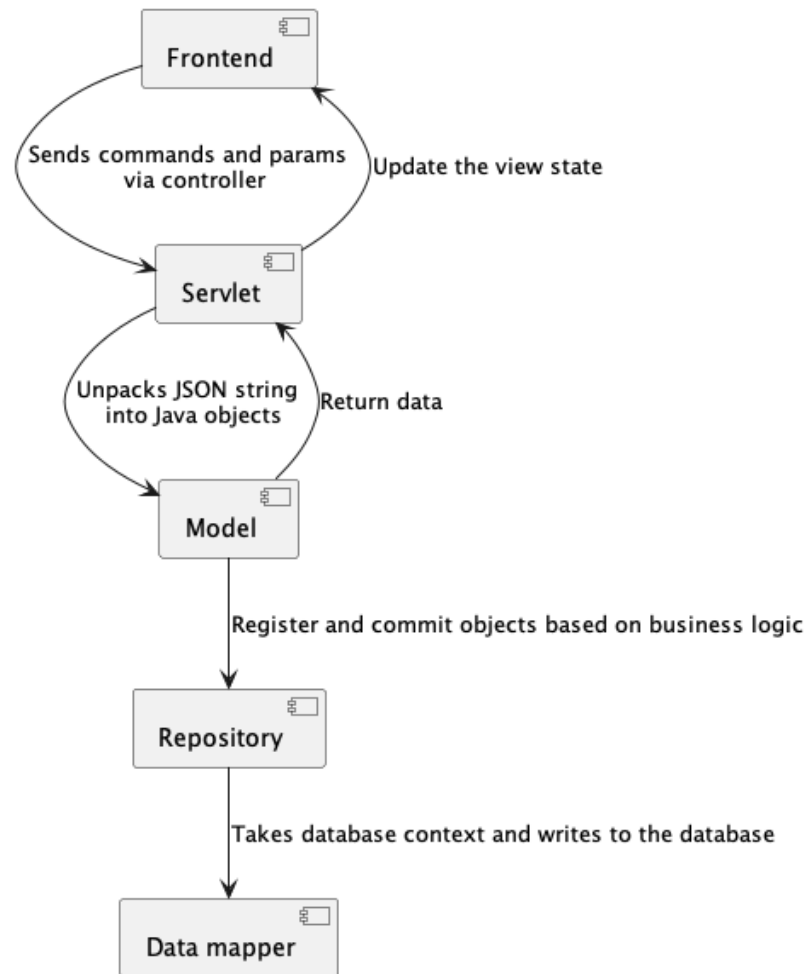 Frontend
Sends commands and params
via controller
Update the view state
Servlet
Unpacks JSON string
into Java objects
Return data
Model
Register and commit objects based on business logic
Repository
Takes database context and writes to the database
Data mapper